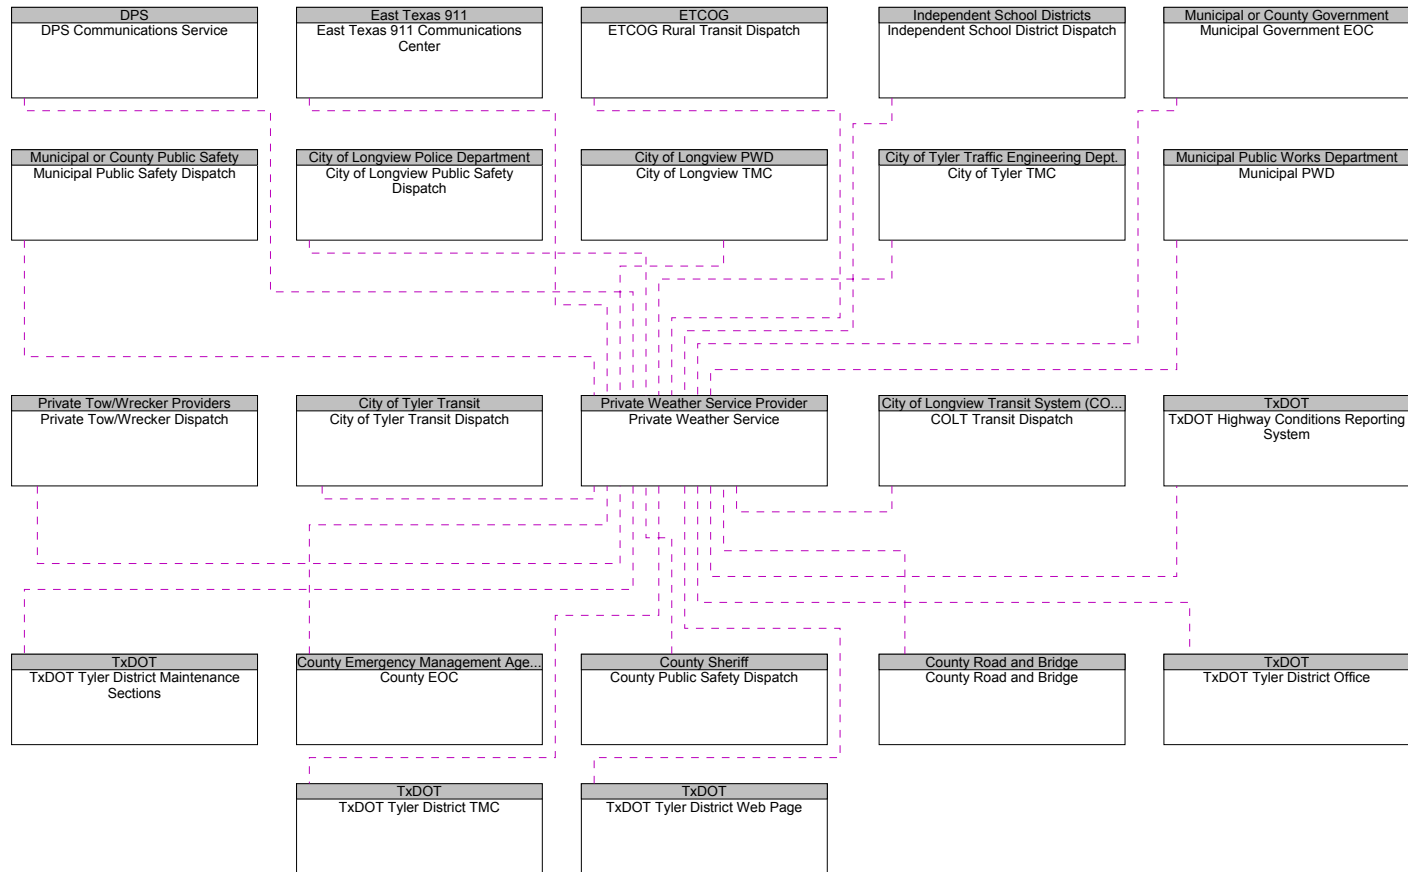 DPS
DPS Communications Service
East Texas 911
East Texas 911 Communications
Center
ETCOG
ETCOG Rural Transit Dispatch
Independent School Districts
Independent School District Dispatch
Municipal or County Government
Municipal Government EOC
Municipal or County Public Safety
Municipal Public Safety Dispatch
City of Longview Police Department
City of Longview Public Safety
Dispatch
City of Longview PWD
City of Longview TMC
City of Tyler Traffic Engineering Dept.
City of Tyler TMC
Municipal Public Works Department
Municipal PWD
Private Tow/Wrecker Providers
Private Tow/Wrecker Dispatch
City of Tyler Transit
City of Tyler Transit Dispatch
Private Weather Service Provider
Private Weather Service
City of Longview Transit System (CO...
COLT Transit Dispatch
TxDOT
TxDOT Highway Conditions Reporting
System
TxDOT
TxDOT Tyler District Maintenance
Sections
County Emergency Management Age...
County EOC
County Sheriff
County Public Safety Dispatch
County Road and Bridge
County Road and Bridge
TxDOT
TxDOT Tyler District Office
TxDOT
TxDOT Tyler District TMC
TxDOT
TxDOT Tyler District Web Page